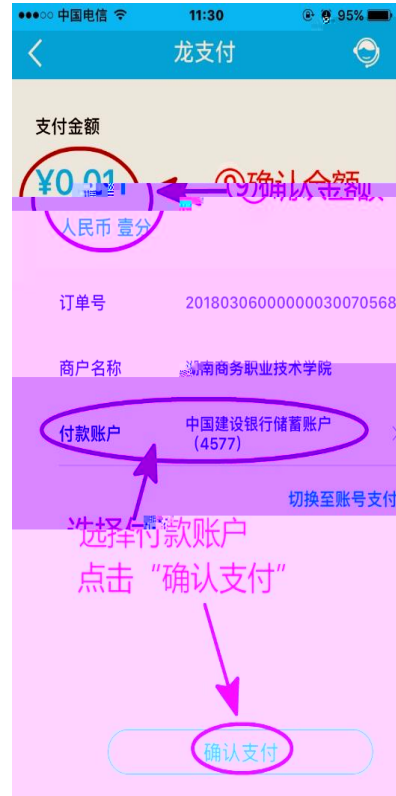 中国电信 11:30 95%
龙支付
支付金额
¥0.01
(9)确认金额
人民币 壹分
订单号 20180306000000030070568
商户名称 湖南商务职业技术学院
付款账户 中国建设银行储蓄账户
(4577)
切换至账号支付
选择付款账户
点击“确认支付”
确认支付